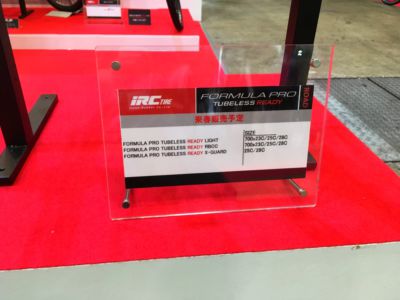 iRC TIRE
FORMULA PRO
TUBELESS READY
ROAD
来春販売予定
SIZE
FORMULA PRO TUBELESS READY LIGHT 700x23C/25C/28C
FORMULA PRO TUBELESS READY RBCC 700x23C/25C/28C
FORMULA PRO TUBELESS READY X-GUARD 25C/28C